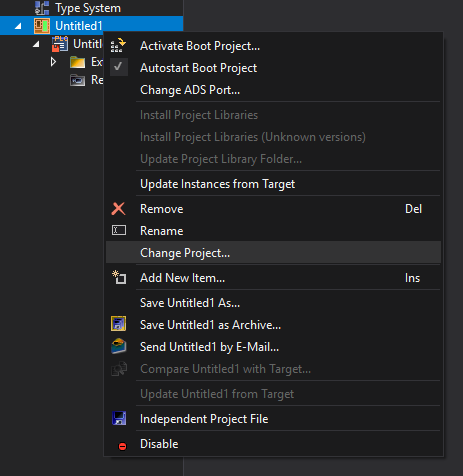 Type System
Untitled1
Untitl
Ex
Re
Activate Boot Project...
Autostart Boot Project
Change ADS Port...
Install Project Libraries
Install Project Libraries (Unknown versions)
Update Project Library Folder...
Update Instances from Target
Remove Del
Rename
Change Project...
Add New Item... Ins
Save Untitled1 As...
Save Untitled1 as Archive...
Send Untitled1 by E-Mail...
Compare Untitled1 with Target...
Update Untitled1 from Target
Independent Project File
Disable